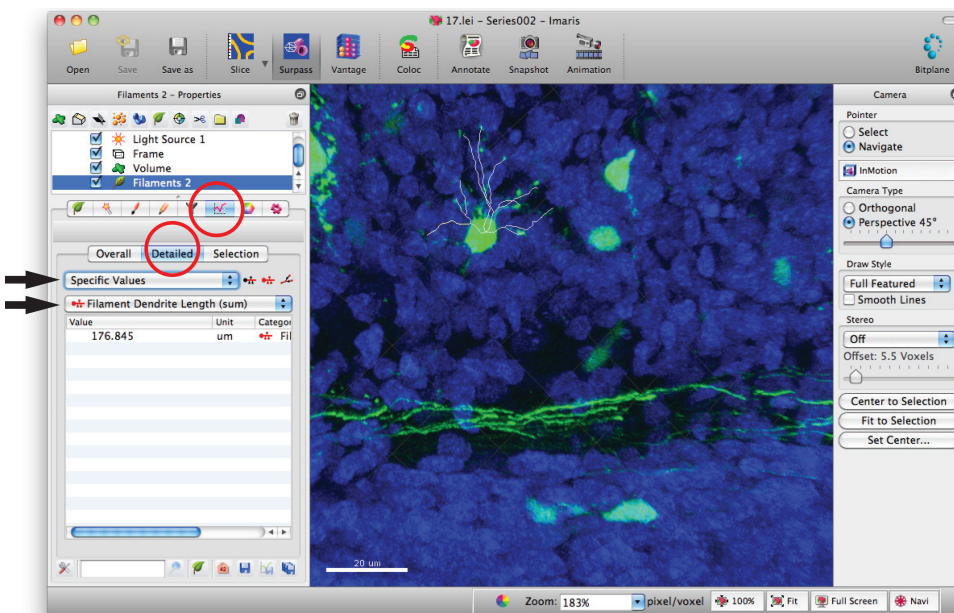 17.lei – Series002 – Imaris
Open Save Save as Slice Surpass Vantage Coloc Annotate Snapshot Animation Bitplane
Filaments 2 – Properties
Light Source 1
Frame
Volume
Filaments 2
Overall Detailed Selection
Specific Values
Filament Dendrite Length (sum)
Value Unit Categor
176.845 um Fil
20 um
Camera
Pointer
Select
Navigate
InMotion
Camera Type
Orthogonal
Perspective 45°
Draw Style
Full Featured
Smooth Lines
Stereo
Off
Offset: 5.5 Voxels
Center to Selection
Fit to Selection
Set Center...
Zoom: 183% pixel/voxel 100% Fit Full Screen Navi